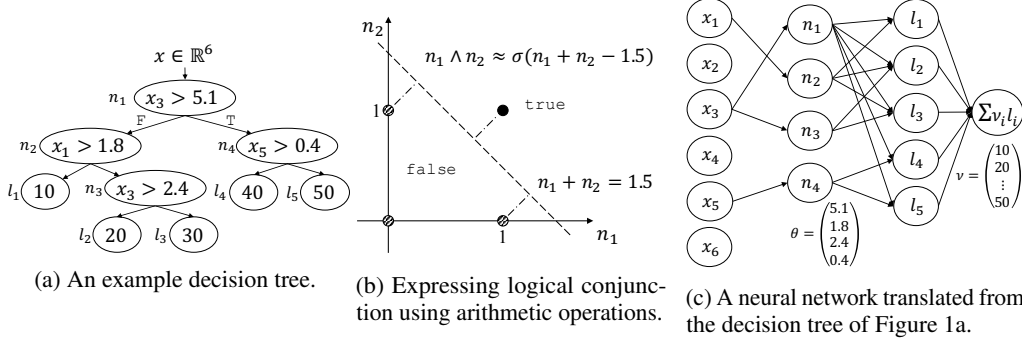 x ∈ ℝ⁶
n₁ x₃ > 5.1
F T
n₂ x₁ > 1.8 n₄ x₅ > 0.4
l₁ 10 n₃ x₃ > 2.4 l₄ 40 l₅ 50
l₂ 20 l₃ 30
(a) An example decision tree.
n₂
n₁ ∧ n₂ ≈ σ(n₁ + n₂ − 1.5)
1 true
false
n₁ + n₂ = 1.5
1 n₁
(b) Expressing logical conjunc-
tion using arithmetic operations.
x₁ n₁ l₁
x₂ n₂ l₂
x₃ n₃ l₃ Σvᵢlᵢ
x₄ n₄ l₄
x₅ l₅
x₆
θ = (5.1
1.8
2.4
0.4)
v = (10
20
⋮
50)
(c) A neural network translated from
the decision tree of Figure 1a.